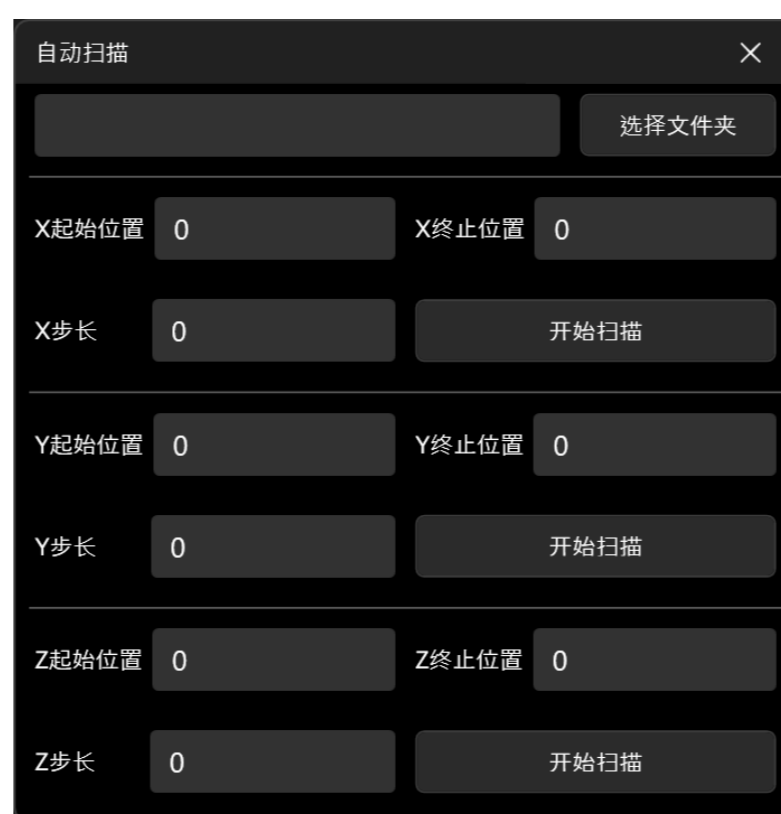 自动扫描
选择文件夹
X起始位置 0 X终止位置 0
X步长 0 开始扫描
Y起始位置 0 Y终止位置 0
Y步长 0 开始扫描
Z起始位置 0 Z终止位置 0
Z步长 0 开始扫描